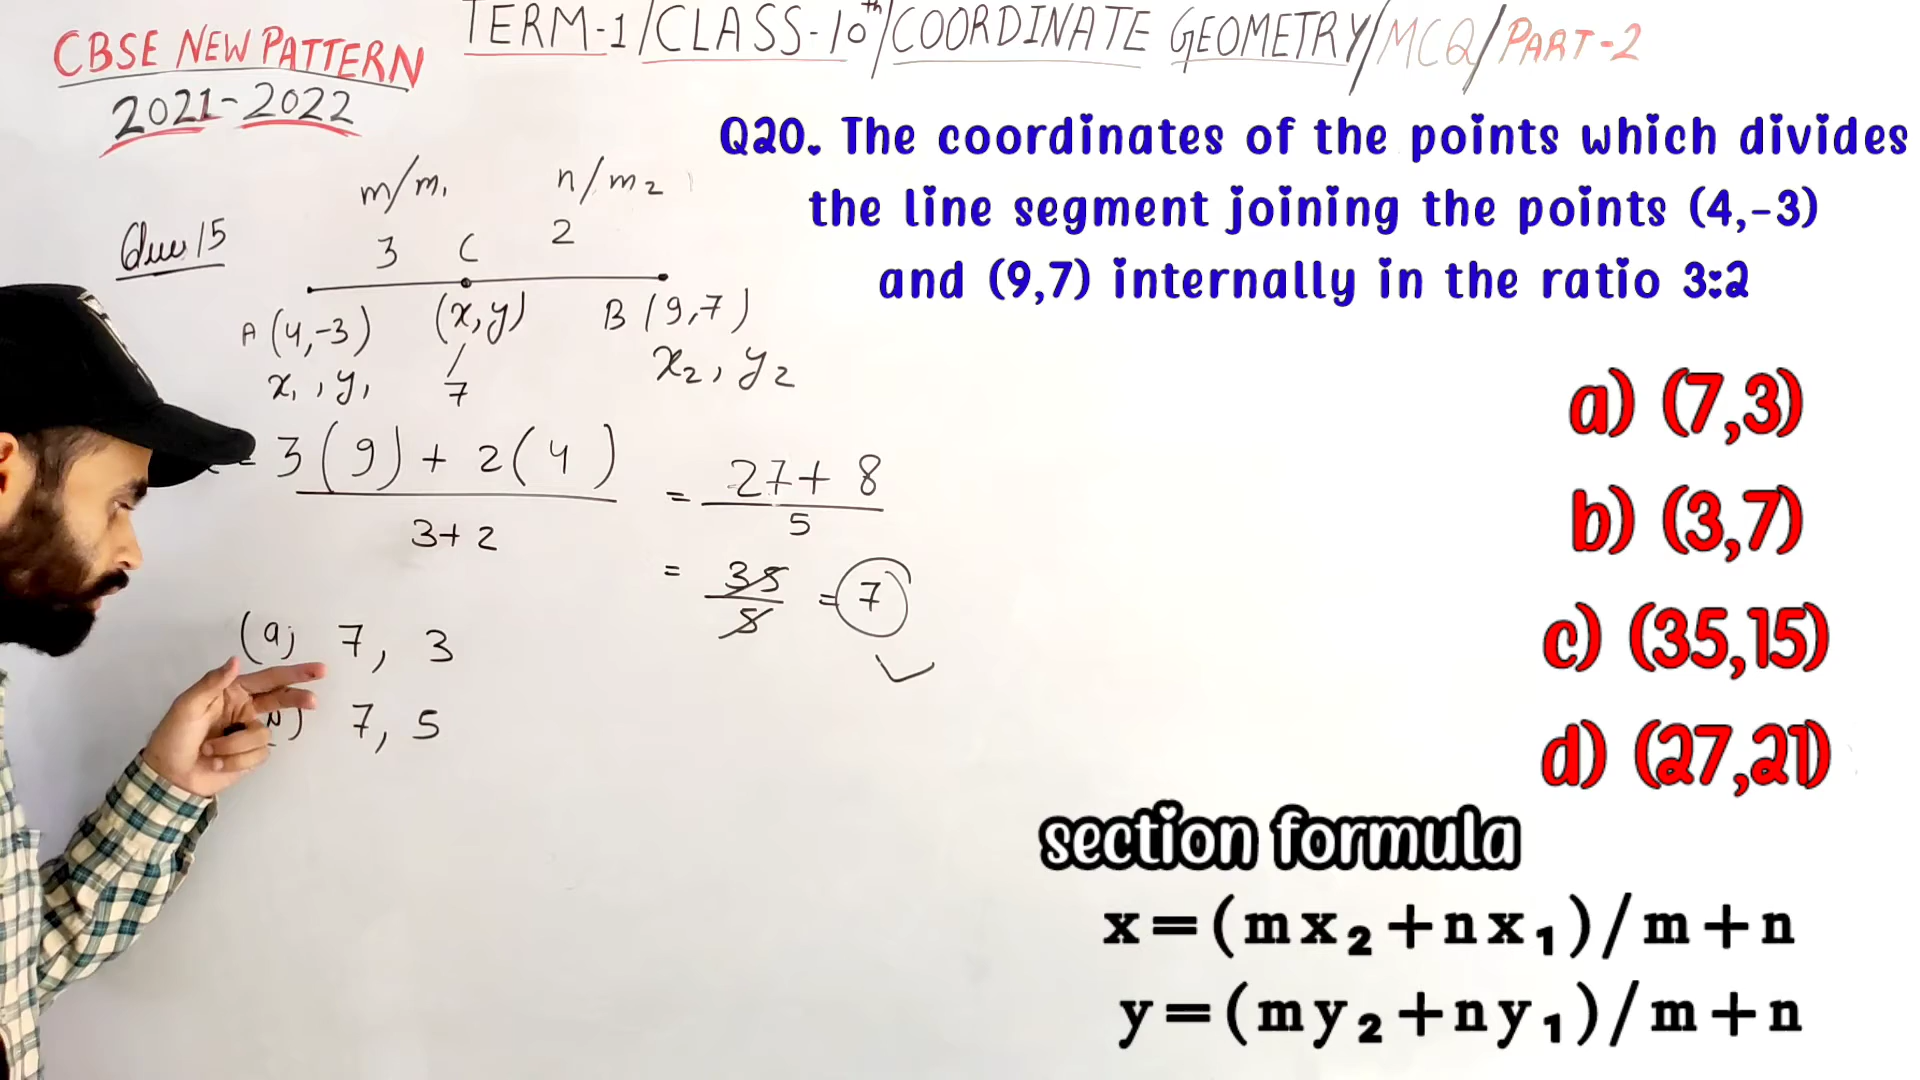 CBSE NEW PATTERN
2021-2022
TERM-1/CLASS-10th/COORDINATE GEOMETRY/MCQ/PART-2
Q20. The coordinates of the points which divides
the line segment joining the points (4,-3)
and (9,7) internally in the ratio 3:2
a) (7,3)
b) (3,7)
c) (35,15)
d) (27,21)
section formula
x=(mx₂+nx₁)/m+n
y=(my₂+ny₁)/m+n
Ques 15
m/m₁ n/m₂
3 C 2
A (4,-3) (x,y) B (9,7)
x₁, y₁ 7 x₂, y₂
= 3(9) + 2(4) = 27+8
3+2 5
= 35 = 7
5
(a) 7, 3
7, 5